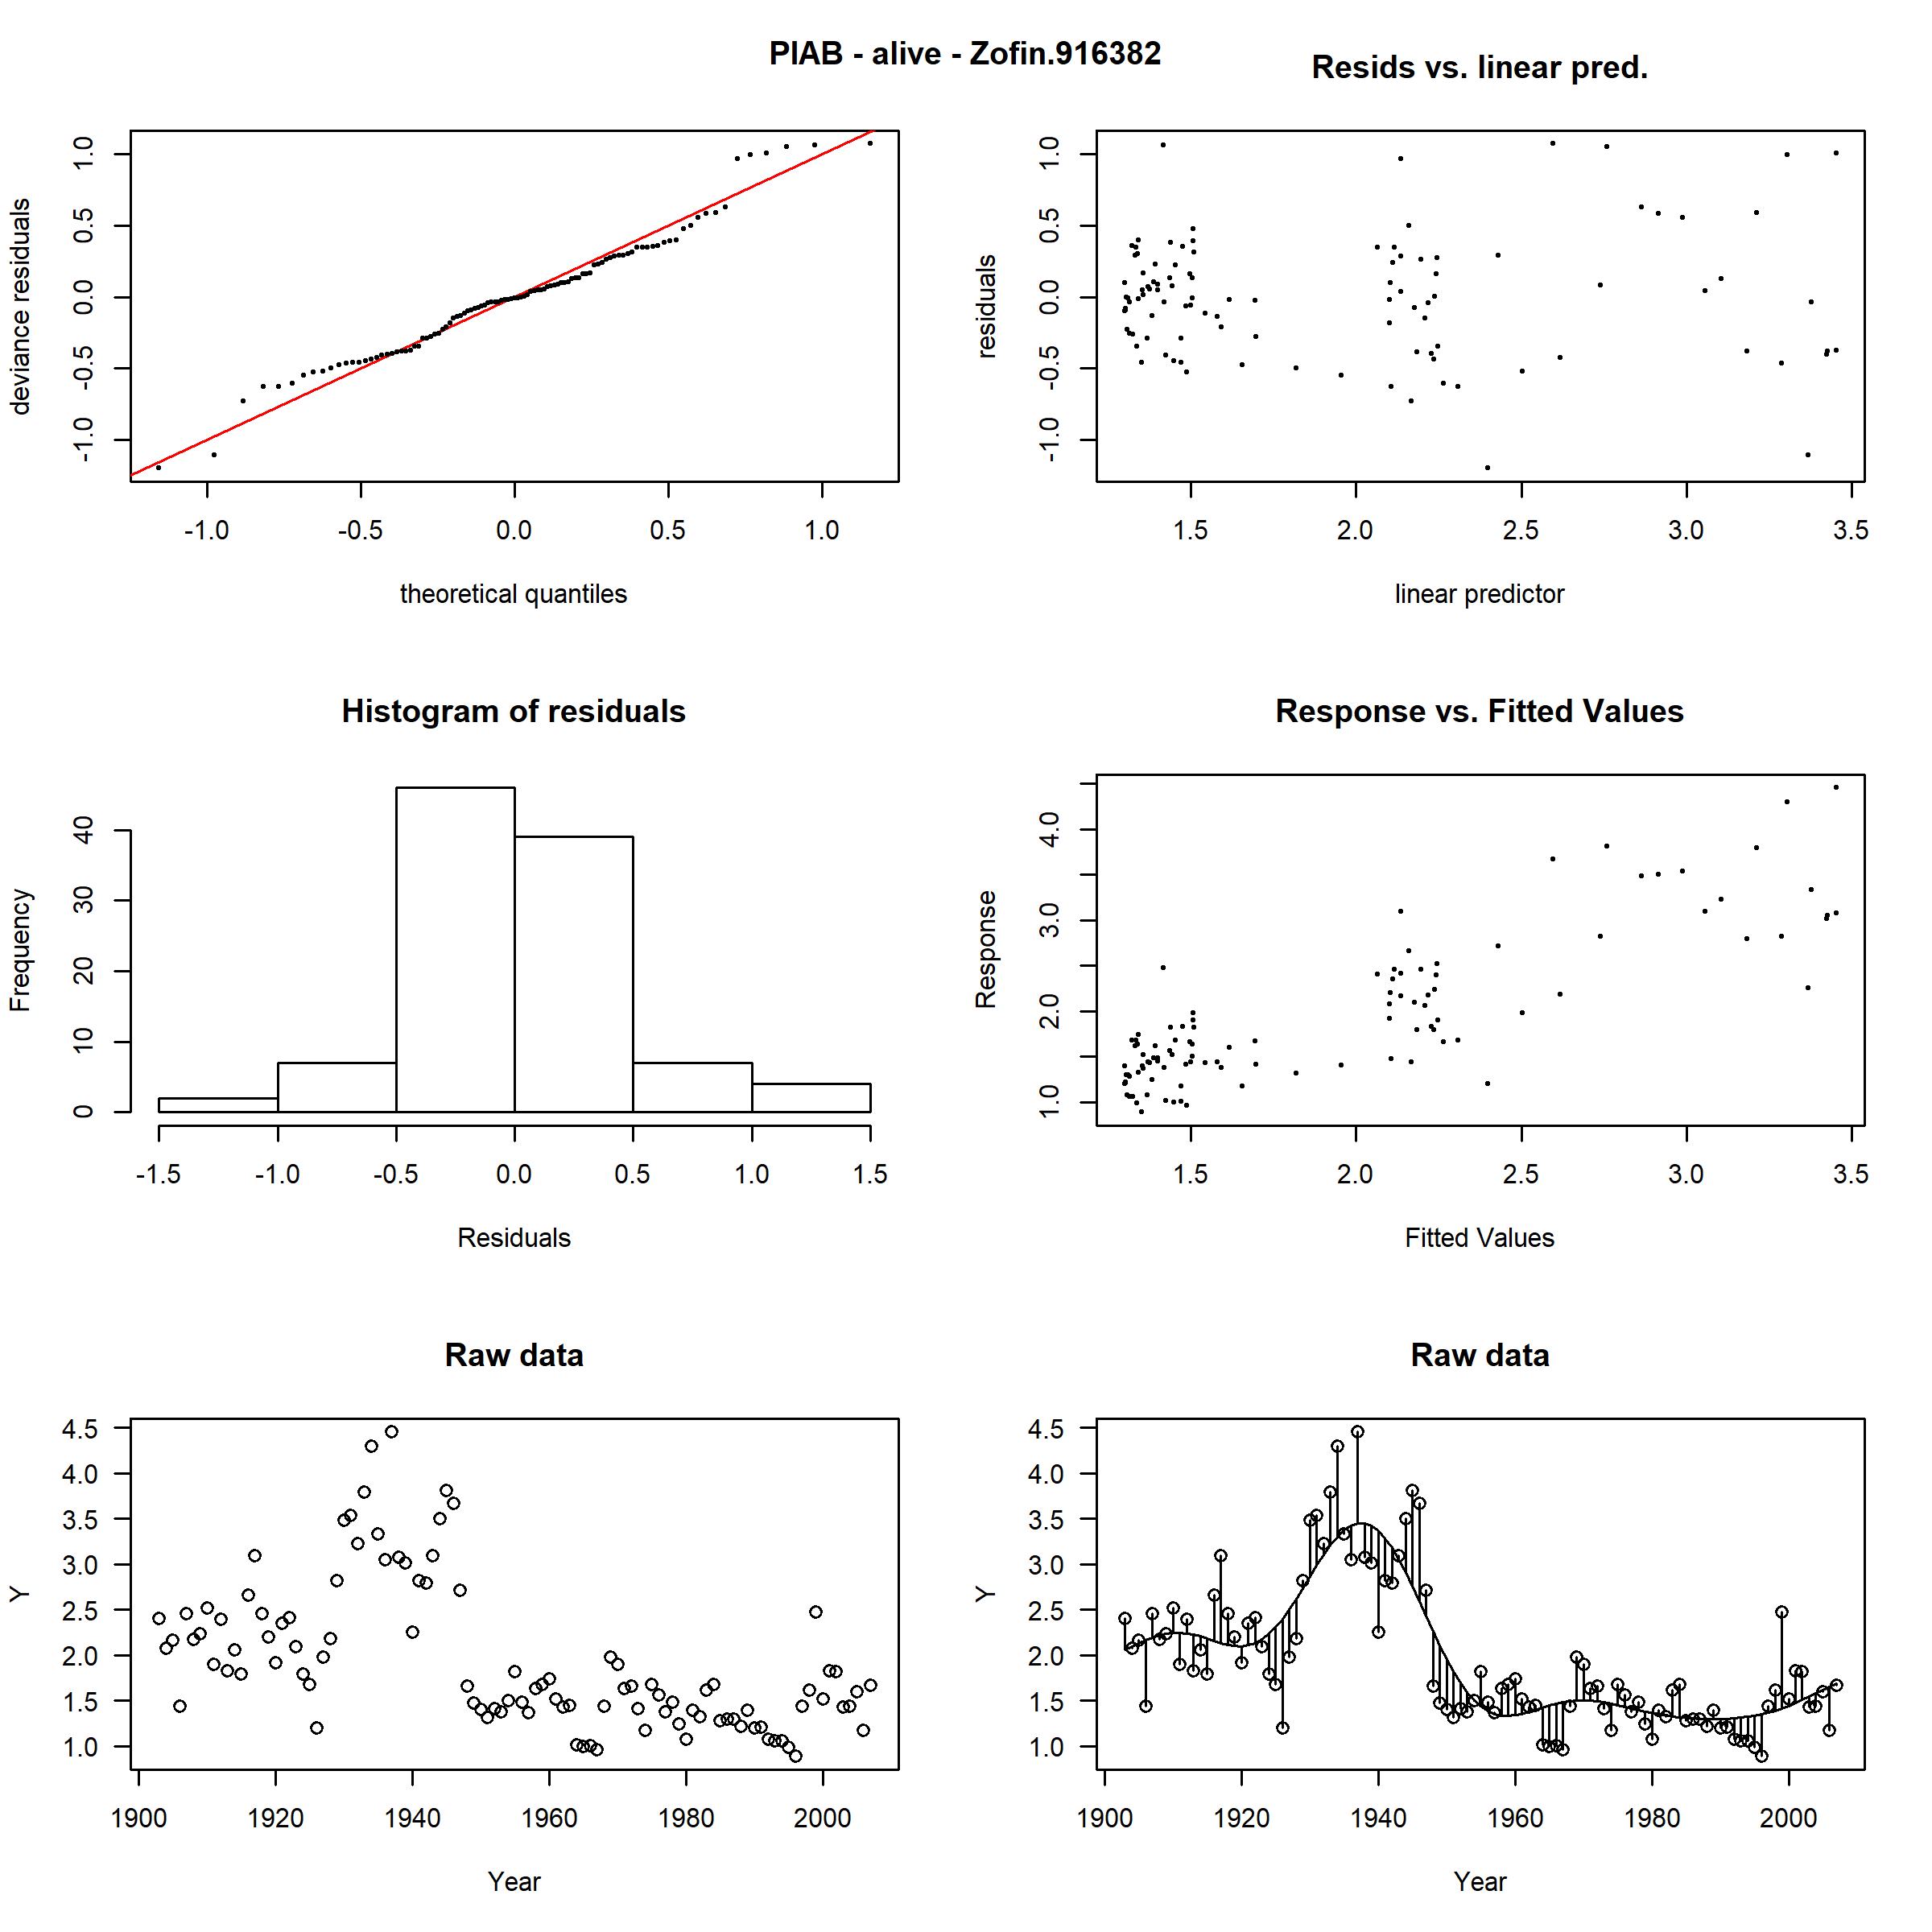 PIAB - alive - Zofin.916382
Resids vs. linear pred.
deviance residuals
-1.0 -0.5 0.0 0.5 1.0
-1.0 -0.5 0.0 0.5 1.0
theoretical quantiles
residuals
-1.0 -0.5 0.0 0.5 1.0
1.5 2.0 2.5 3.0 3.5
linear predictor
Histogram of residuals
Frequency
0 10 20 30 40
-1.5 -1.0 -0.5 0.0 0.5 1.0 1.5
Residuals
Response vs. Fitted Values
Response
1.0 2.0 3.0 4.0
1.5 2.0 2.5 3.0 3.5
Fitted Values
Raw data
Y
4.5
4.0
3.5
3.0
2.5
2.0
1.5
1.0
1900 1920 1940 1960 1980 2000
Year
Raw data
Y
4.5
4.0
3.5
3.0
2.5
2.0
1.5
1.0
1900 1920 1940 1960 1980 2000
Year